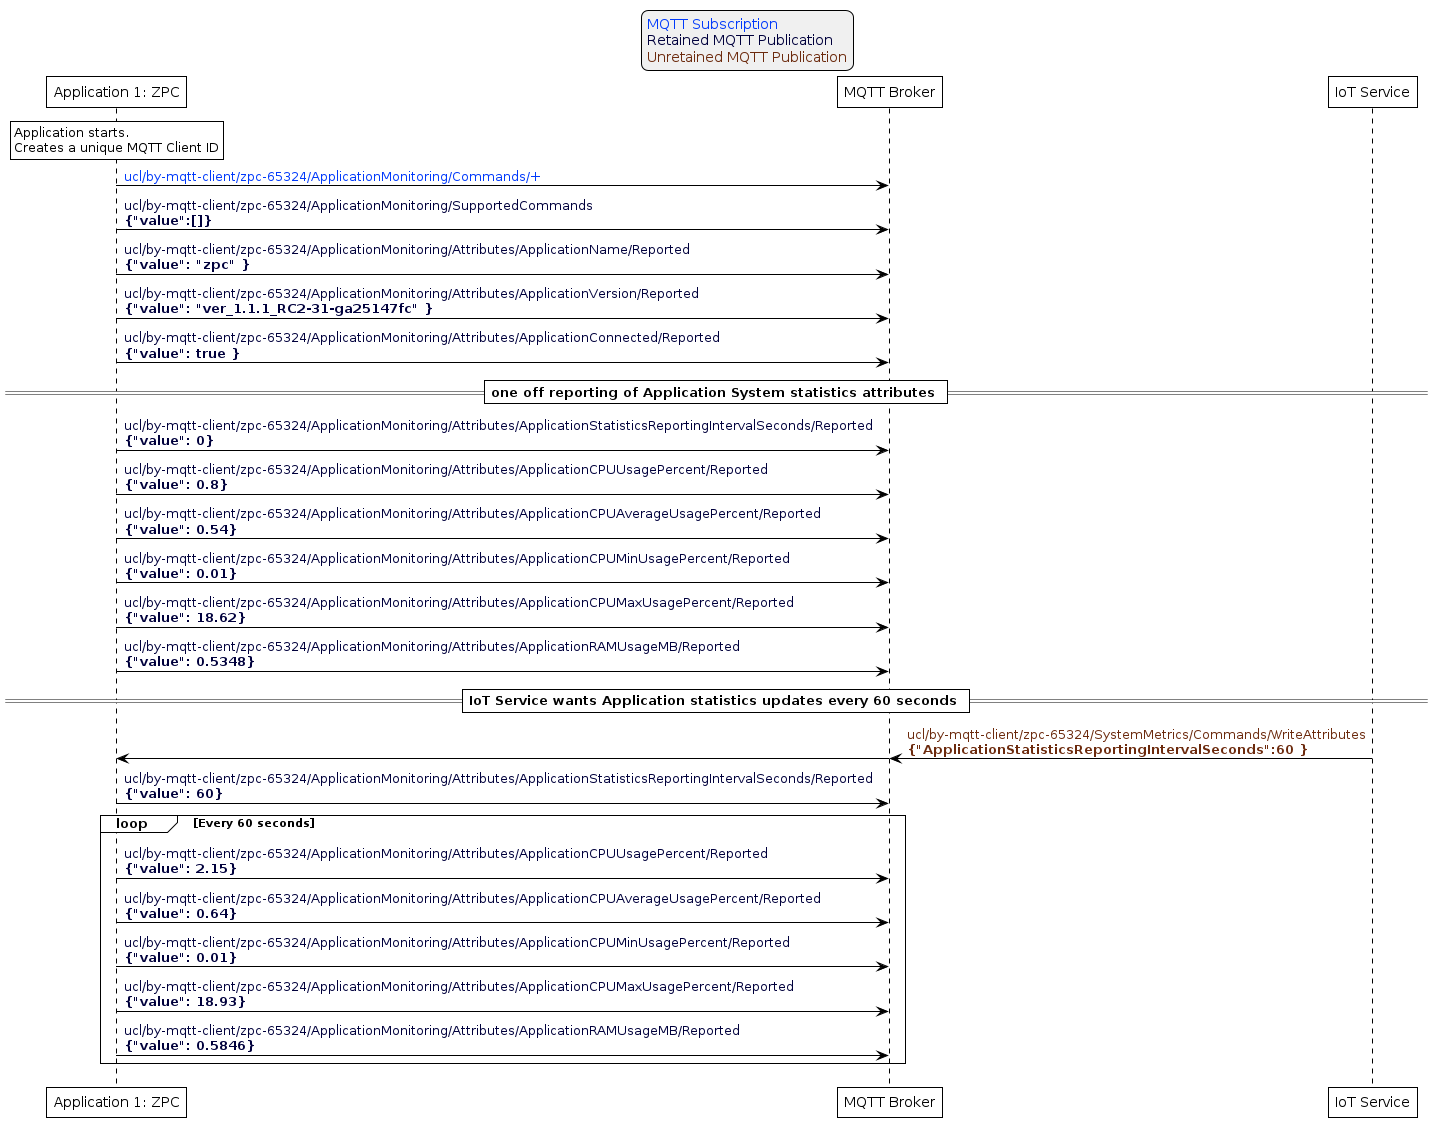 MQTT Subscription
Retained MQTT Publication
Unretained MQTT Publication
Application 1: ZPC
MQTT Broker
IoT Service
Application starts.
Creates a unique MQTT Client ID
ucl/by-mqtt-client/zpc-65324/ApplicationMonitoring/Commands/+
ucl/by-mqtt-client/zpc-65324/ApplicationMonitoring/SupportedCommands
{"value":[]}
ucl/by-mqtt-client/zpc-65324/ApplicationMonitoring/Attributes/ApplicationName/Reported
{"value": "zpc" }
ucl/by-mqtt-client/zpc-65324/ApplicationMonitoring/Attributes/ApplicationVersion/Reported
{"value": "ver_1.1.1_RC2-31-ga25147fc" }
ucl/by-mqtt-client/zpc-65324/ApplicationMonitoring/Attributes/ApplicationConnected/Reported
{"value": true }
one off reporting of Application System statistics attributes
ucl/by-mqtt-client/zpc-65324/ApplicationMonitoring/Attributes/ApplicationStatisticsReportingIntervalSeconds/Reported
{"value": 0}
ucl/by-mqtt-client/zpc-65324/ApplicationMonitoring/Attributes/ApplicationCPUUsagePercent/Reported
{"value": 0.8}
ucl/by-mqtt-client/zpc-65324/ApplicationMonitoring/Attributes/ApplicationCPUAverageUsagePercent/Reported
{"value": 0.54}
ucl/by-mqtt-client/zpc-65324/ApplicationMonitoring/Attributes/ApplicationCPUMinUsagePercent/Reported
{"value": 0.01}
ucl/by-mqtt-client/zpc-65324/ApplicationMonitoring/Attributes/ApplicationCPUMaxUsagePercent/Reported
{"value": 18.62}
ucl/by-mqtt-client/zpc-65324/ApplicationMonitoring/Attributes/ApplicationRAMUsageMB/Reported
{"value": 0.5348}
IoT Service wants Application statistics updates every 60 seconds
ucl/by-mqtt-client/zpc-65324/SystemMetrics/Commands/WriteAttributes
{"ApplicationStatisticsReportingIntervalSeconds":60 }
ucl/by-mqtt-client/zpc-65324/ApplicationMonitoring/Attributes/ApplicationStatisticsReportingIntervalSeconds/Reported
{"value": 60}
loop [Every 60 seconds]
ucl/by-mqtt-client/zpc-65324/ApplicationMonitoring/Attributes/ApplicationCPUUsagePercent/Reported
{"value": 2.15}
ucl/by-mqtt-client/zpc-65324/ApplicationMonitoring/Attributes/ApplicationCPUAverageUsagePercent/Reported
{"value": 0.64}
ucl/by-mqtt-client/zpc-65324/ApplicationMonitoring/Attributes/ApplicationCPUMinUsagePercent/Reported
{"value": 0.01}
ucl/by-mqtt-client/zpc-65324/ApplicationMonitoring/Attributes/ApplicationCPUMaxUsagePercent/Reported
{"value": 18.93}
ucl/by-mqtt-client/zpc-65324/ApplicationMonitoring/Attributes/ApplicationRAMUsageMB/Reported
{"value": 0.5846}
Application 1: ZPC
MQTT Broker
IoT Service